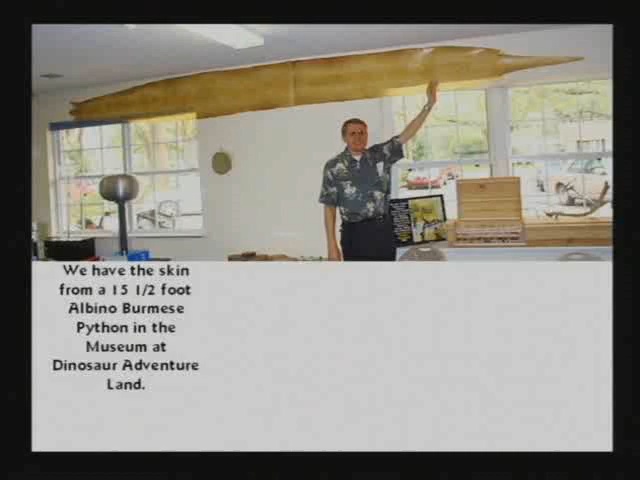 We have the skin
from a 15 1/2 foot
Albino Burmese
Python in the
Museum at
Dinosaur Adventure
Land.